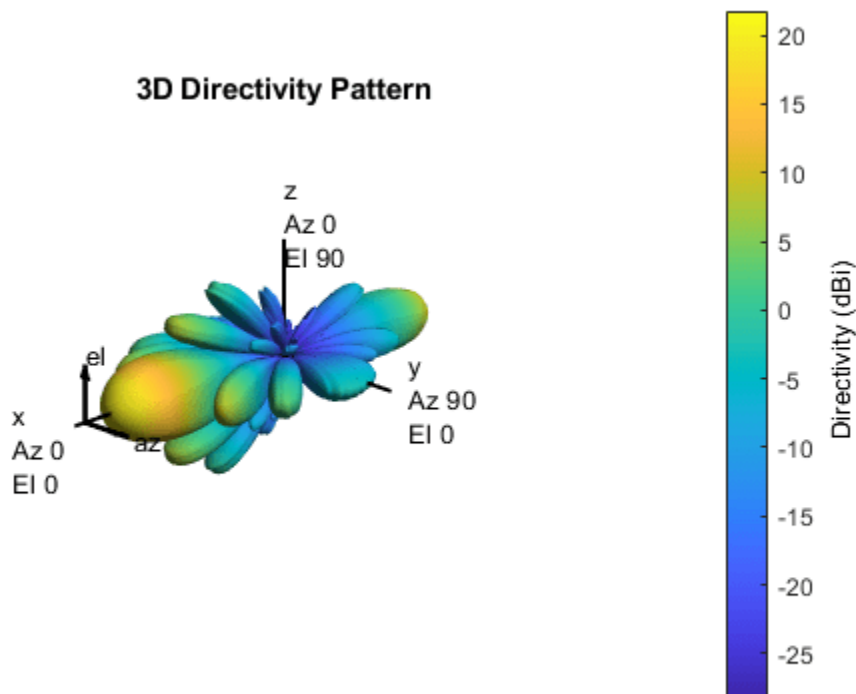 3D Directivity Pattern
z
Az 0
El 90
el
y
Az 90
El 0
az
x
Az 0
El 0
20
15
10
5
0
-5
-10
-15
-20
-25
Directivity (dBi)